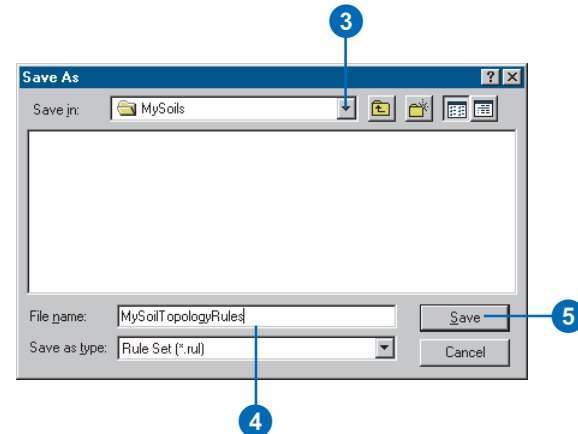 3
Save As
Save in: MySoils
File name: MySoilTopologyRules
Save
5
Save as type: Rule Set (*.rul)
Cancel
4